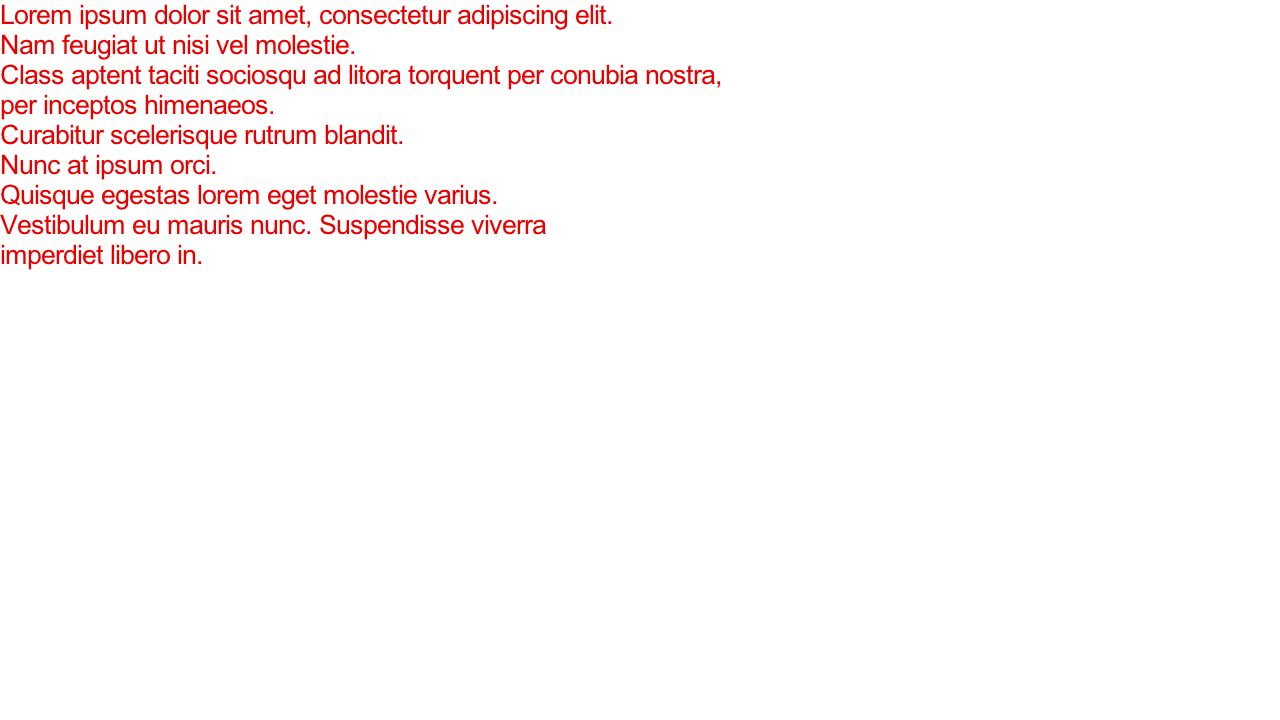 Lorem ipsum dolor sit amet, consectetur adipiscing elit.
Nam feugiat ut nisi vel molestie.
Class aptent taciti sociosqu ad litora torquent per conubia nostra,
per inceptos himenaeos.
Curabitur scelerisque rutrum blandit.
Nunc at ipsum orci.
Quisque egestas lorem eget molestie varius.
Vestibulum eu mauris nunc. Suspendisse viverra
imperdiet libero in.